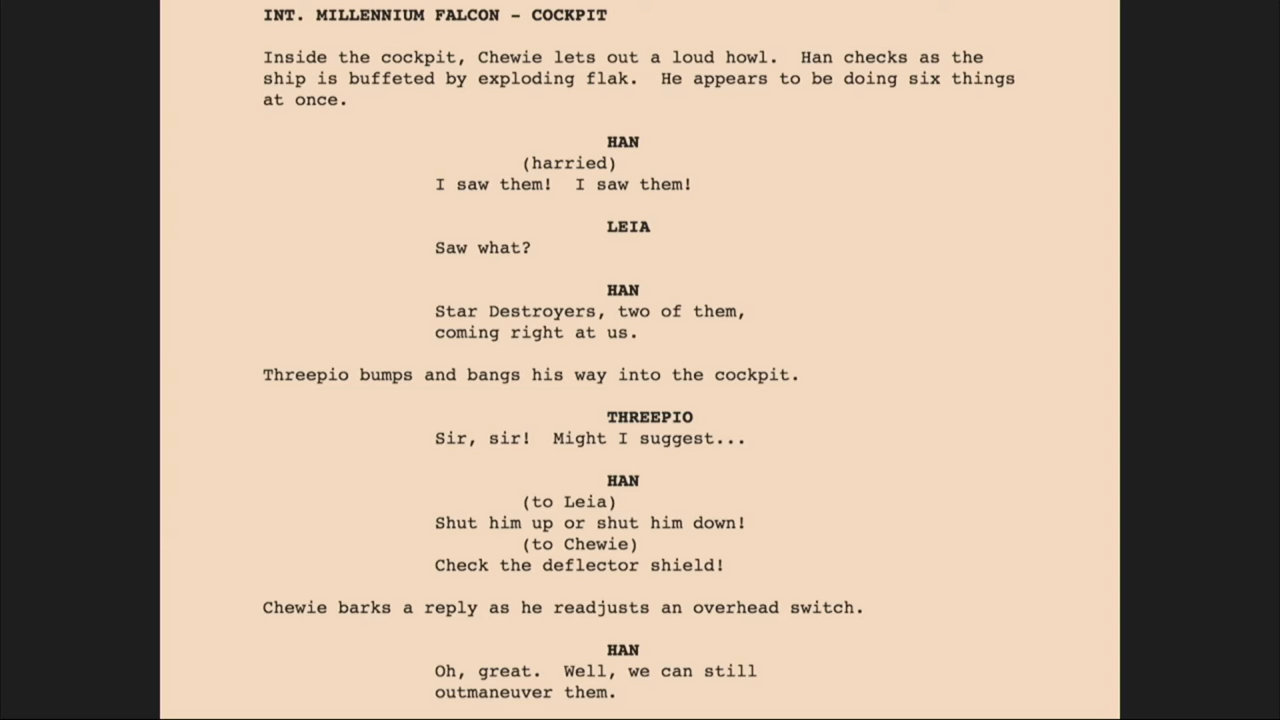 INT. MILLENNIUM FALCON – COCKPIT
Inside the cockpit, Chewie lets out a loud howl.  Han checks as the
ship is buffeted by exploding flak.  He appears to be doing six things
at once.
HAN
(harried)
I saw them!  I saw them!
LEIA
Saw what?
HAN
Star Destroyers, two of them,
coming right at us.
Threepio bumps and bangs his way into the cockpit.
THREEPIO
Sir, sir!  Might I suggest...
HAN
(to Leia)
Shut him up or shut him down!
(to Chewie)
Check the deflector shield!
Chewie barks a reply as he readjusts an overhead switch.
HAN
Oh, great.  Well, we can still
outmaneuver them.